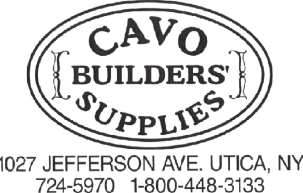 CAVO
BUILDERS'
SUPPLIES
1027 JEFFERSON AVE. UTICA, NY
724-5970 1-800-448-3133